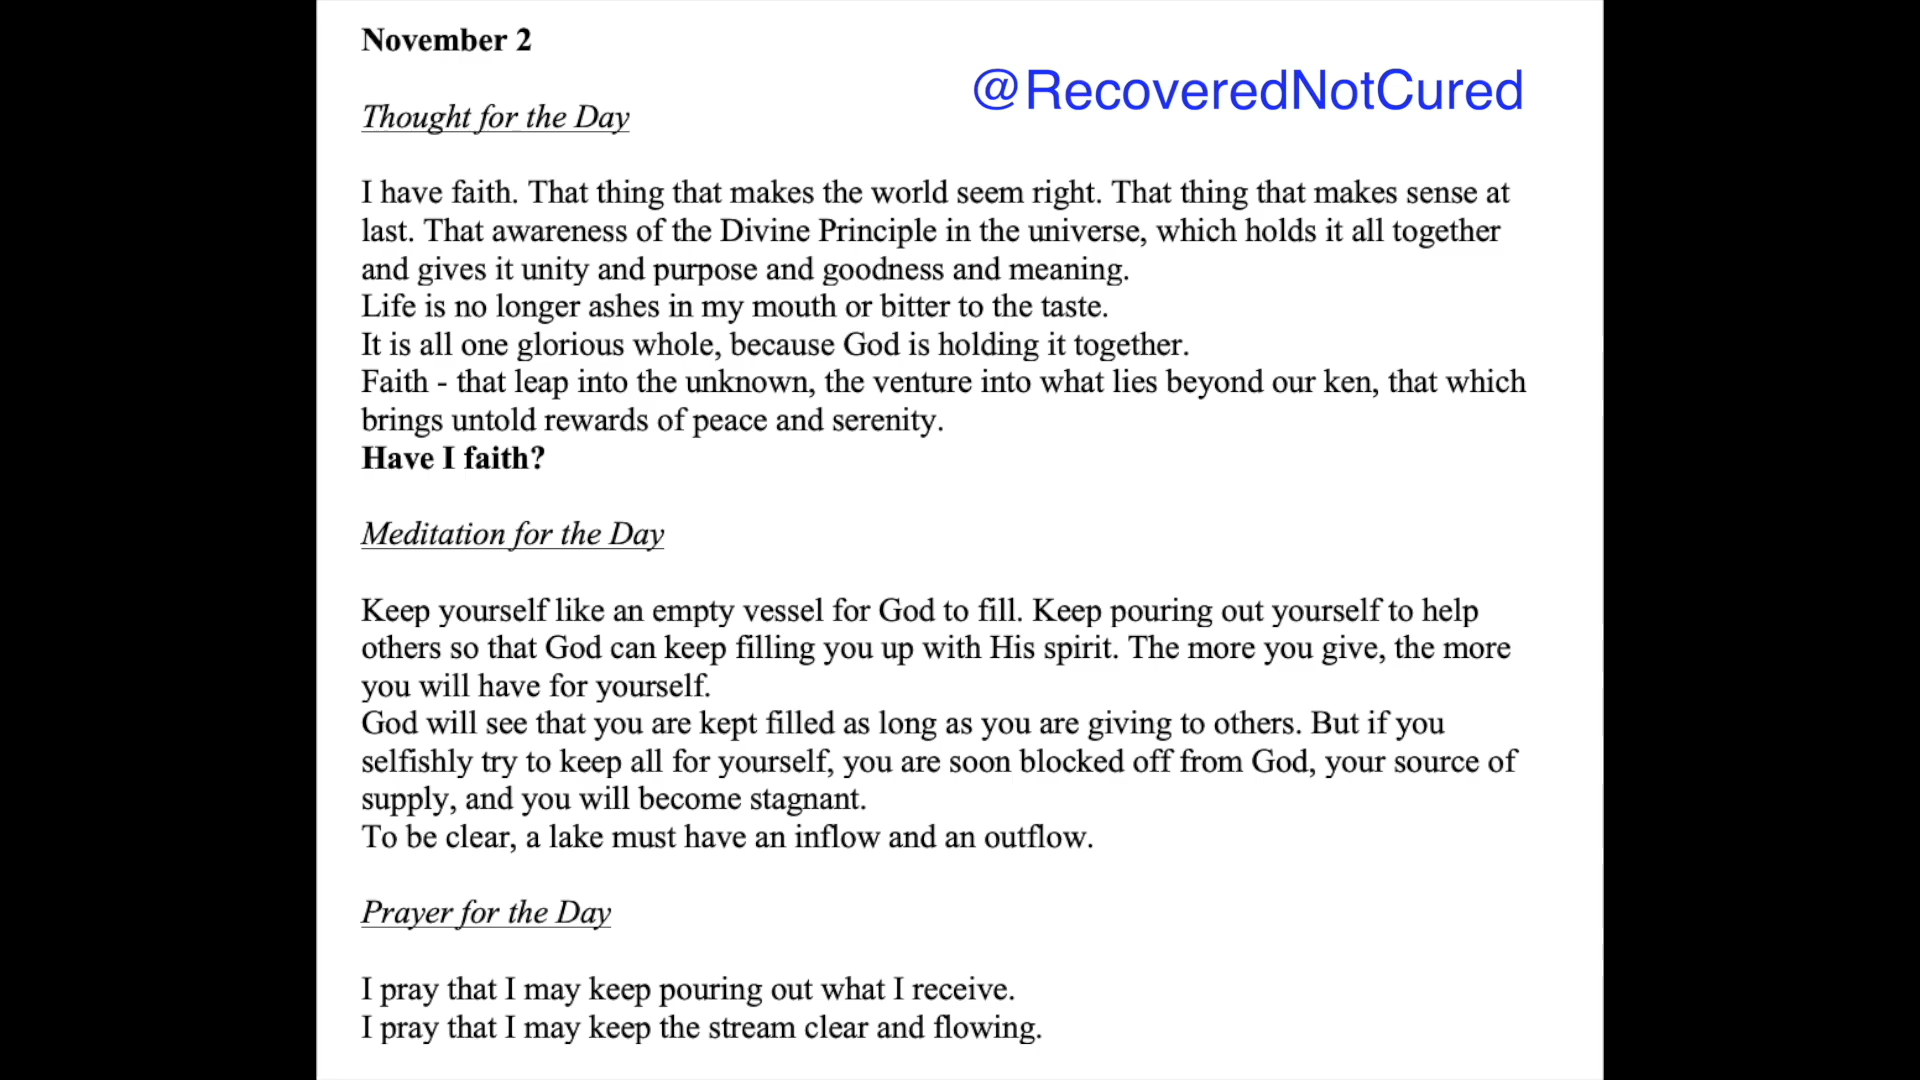 November 2
@RecoveredNotCured
Thought for the Day
I have faith. That thing that makes the world seem right. That thing that makes sense at
last. That awareness of the Divine Principle in the universe, which holds it all together
and gives it unity and purpose and goodness and meaning.
Life is no longer ashes in my mouth or bitter to the taste.
It is all one glorious whole, because God is holding it together.
Faith - that leap into the unknown, the venture into what lies beyond our ken, that which
brings untold rewards of peace and serenity.
Have I faith?
Meditation for the Day
Keep yourself like an empty vessel for God to fill. Keep pouring out yourself to help
others so that God can keep filling you up with His spirit. The more you give, the more
you will have for yourself.
God will see that you are kept filled as long as you are giving to others. But if you
selfishly try to keep all for yourself, you are soon blocked off from God, your source of
supply, and you will become stagnant.
To be clear, a lake must have an inflow and an outflow.
Prayer for the Day
I pray that I may keep pouring out what I receive.
I pray that I may keep the stream clear and flowing.